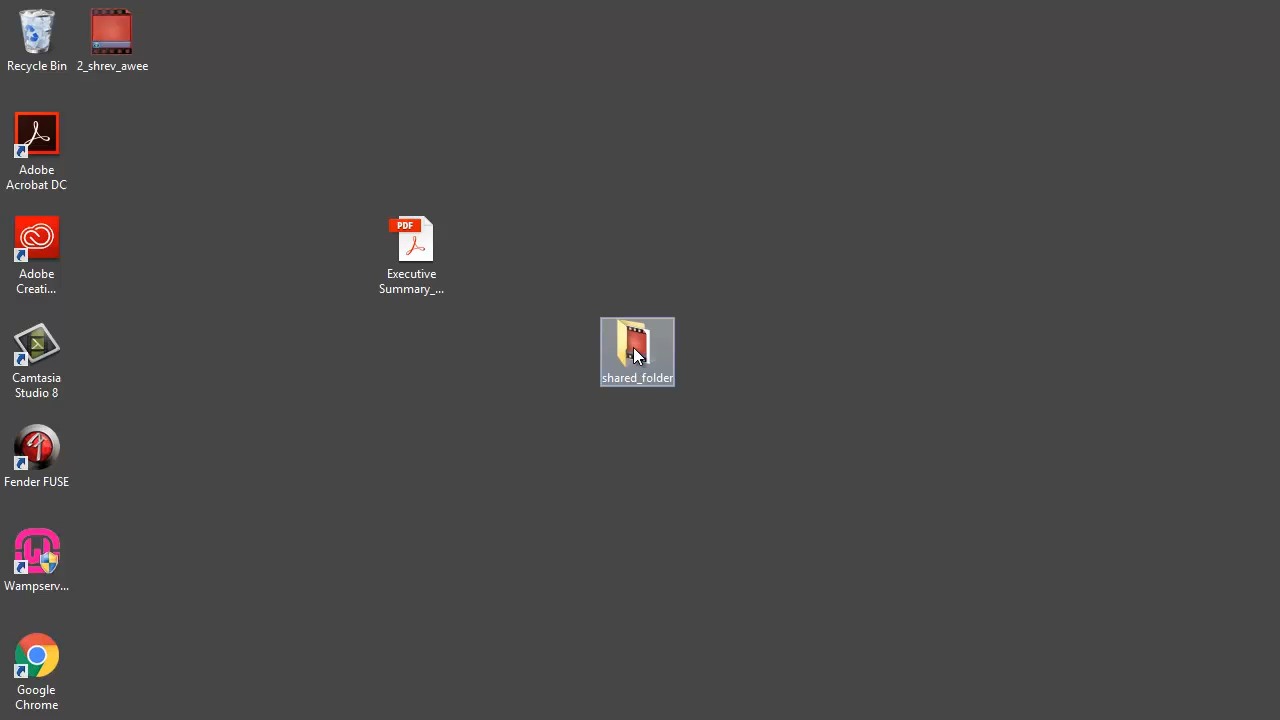 Recycle Bin
2_shrev_awee
Adobe
Acrobat DC
PDF
Executive
Summary_...
Adobe
Creati...
shared_folder
Camtasia
Studio 8
Fender FUSE
Wampserv...
Google
Chrome